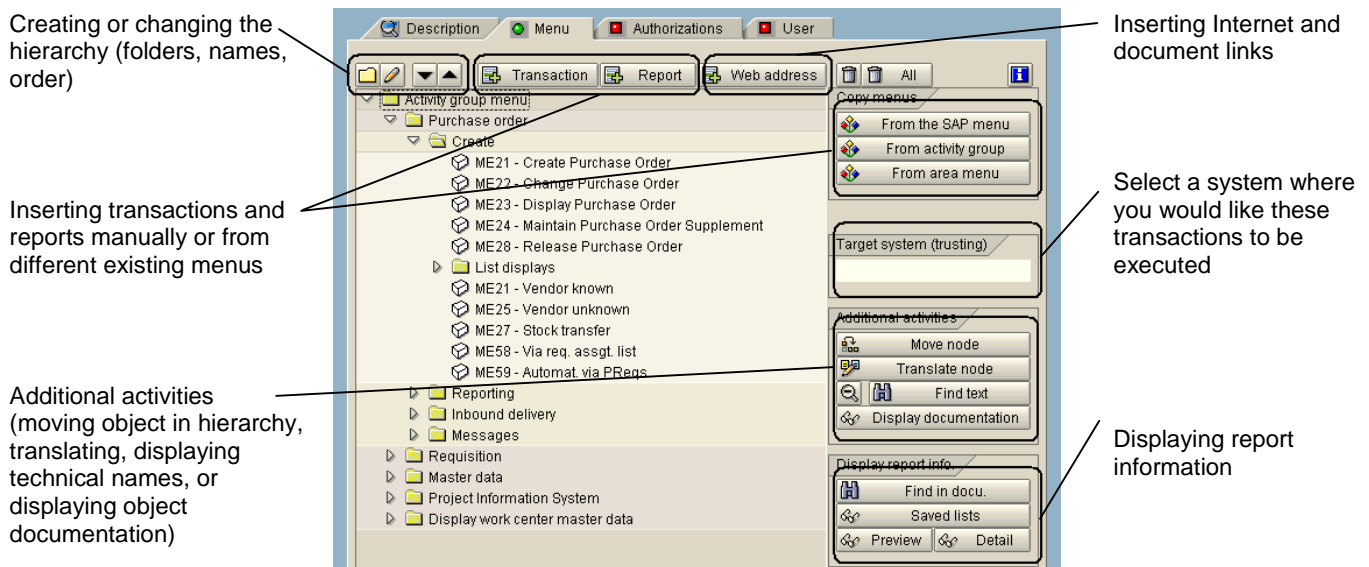 Creating or changing the
hierarchy (folders, names,
order)
Inserting transactions and
reports manually or from
different existing menus
Additional activities
(moving object in hierarchy,
translating, displaying
technical names, or
displaying object
documentation)
Description Menu Authorizations User
Transaction Report Web address All
Activity group menu
Purchase order
Create
ME21 - Create Purchase Order
ME22 - Change Purchase Order
ME23 - Display Purchase Order
ME24 - Maintain Purchase Order Supplement
ME28 - Release Purchase Order
List displays
ME21 - Vendor known
ME25 - Vendor unknown
ME27 - Stock transfer
ME58 - Via req. assgt. list
ME59 - Automat. via PReqs
Reporting
Inbound delivery
Messages
Requisition
Master data
Project Information System
Display work center master data
Copy menus
From the SAP menu
From activity group
From area menu
Target system (trusting)
Additional activities
Move node
Translate node
Find text
Display documentation
Display report info.
Find in docu.
Saved lists
Preview Detail
Inserting Internet and
document links
Select a system where
you would like these
transactions to be
executed
Displaying report
information